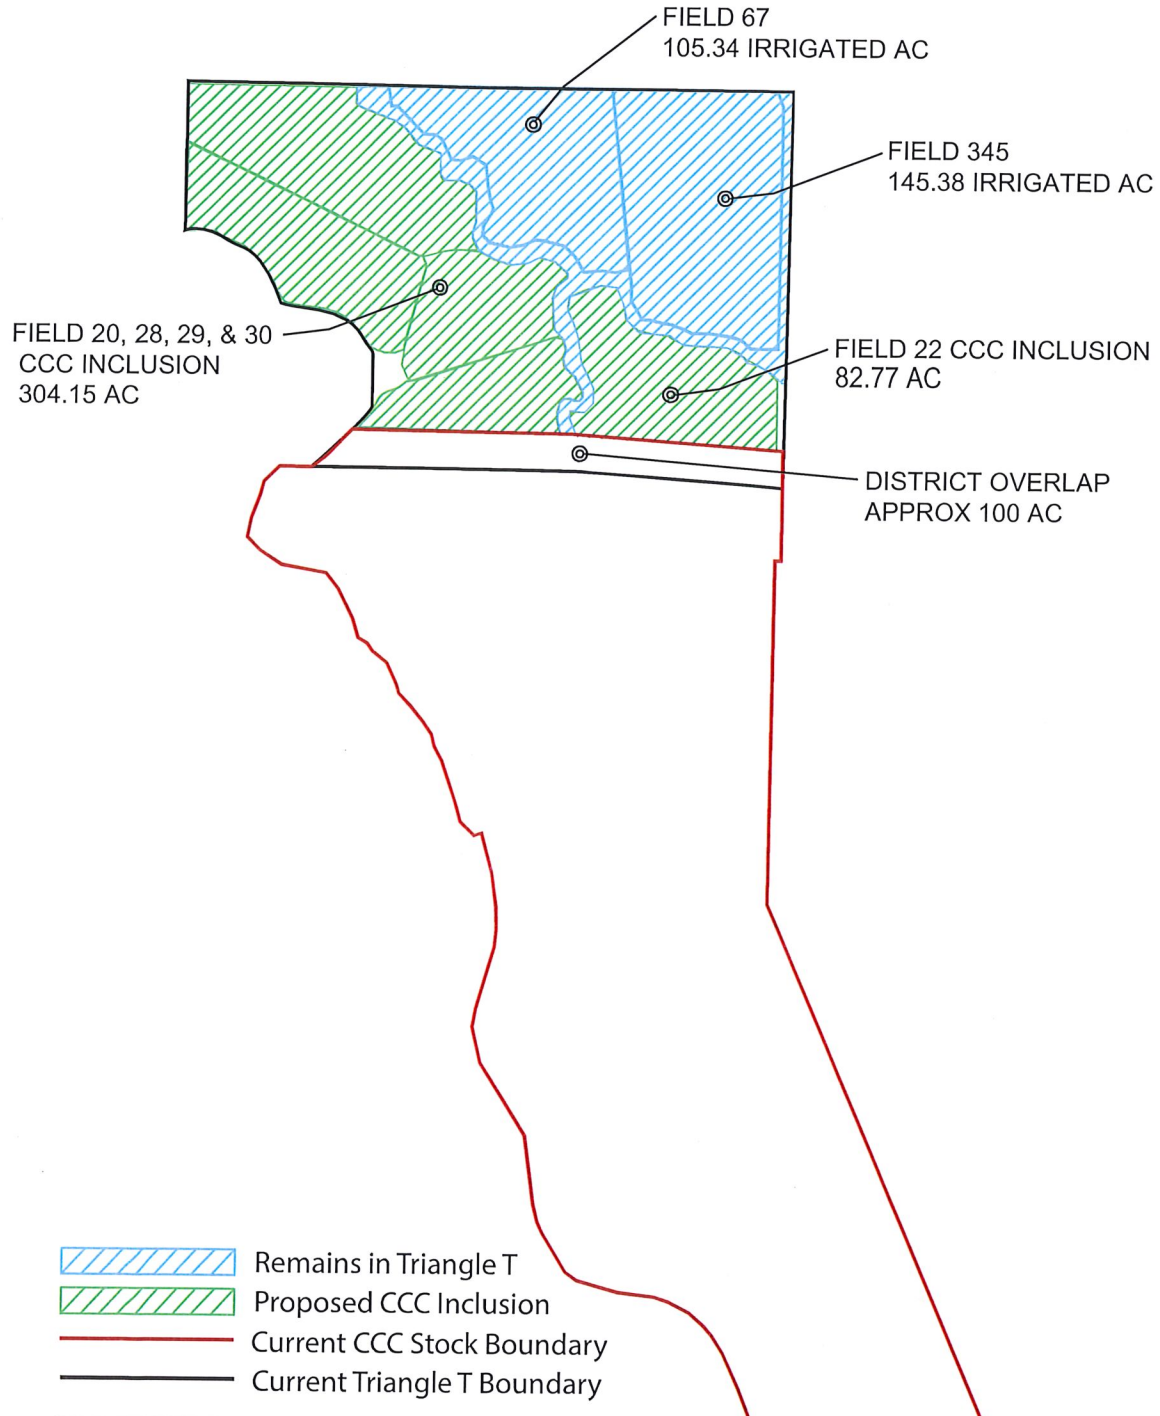 FIELD 67
105.34 IRRIGATED AC
FIELD 345
145.38 IRRIGATED AC
FIELD 20, 28, 29, & 30
CCC INCLUSION
304.15 AC
FIELD 22 CCC INCLUSION
82.77 AC
DISTRICT OVERLAP
APPROX 100 AC
Remains in Triangle T
Proposed CCC Inclusion
Current CCC Stock Boundary
Current Triangle T Boundary